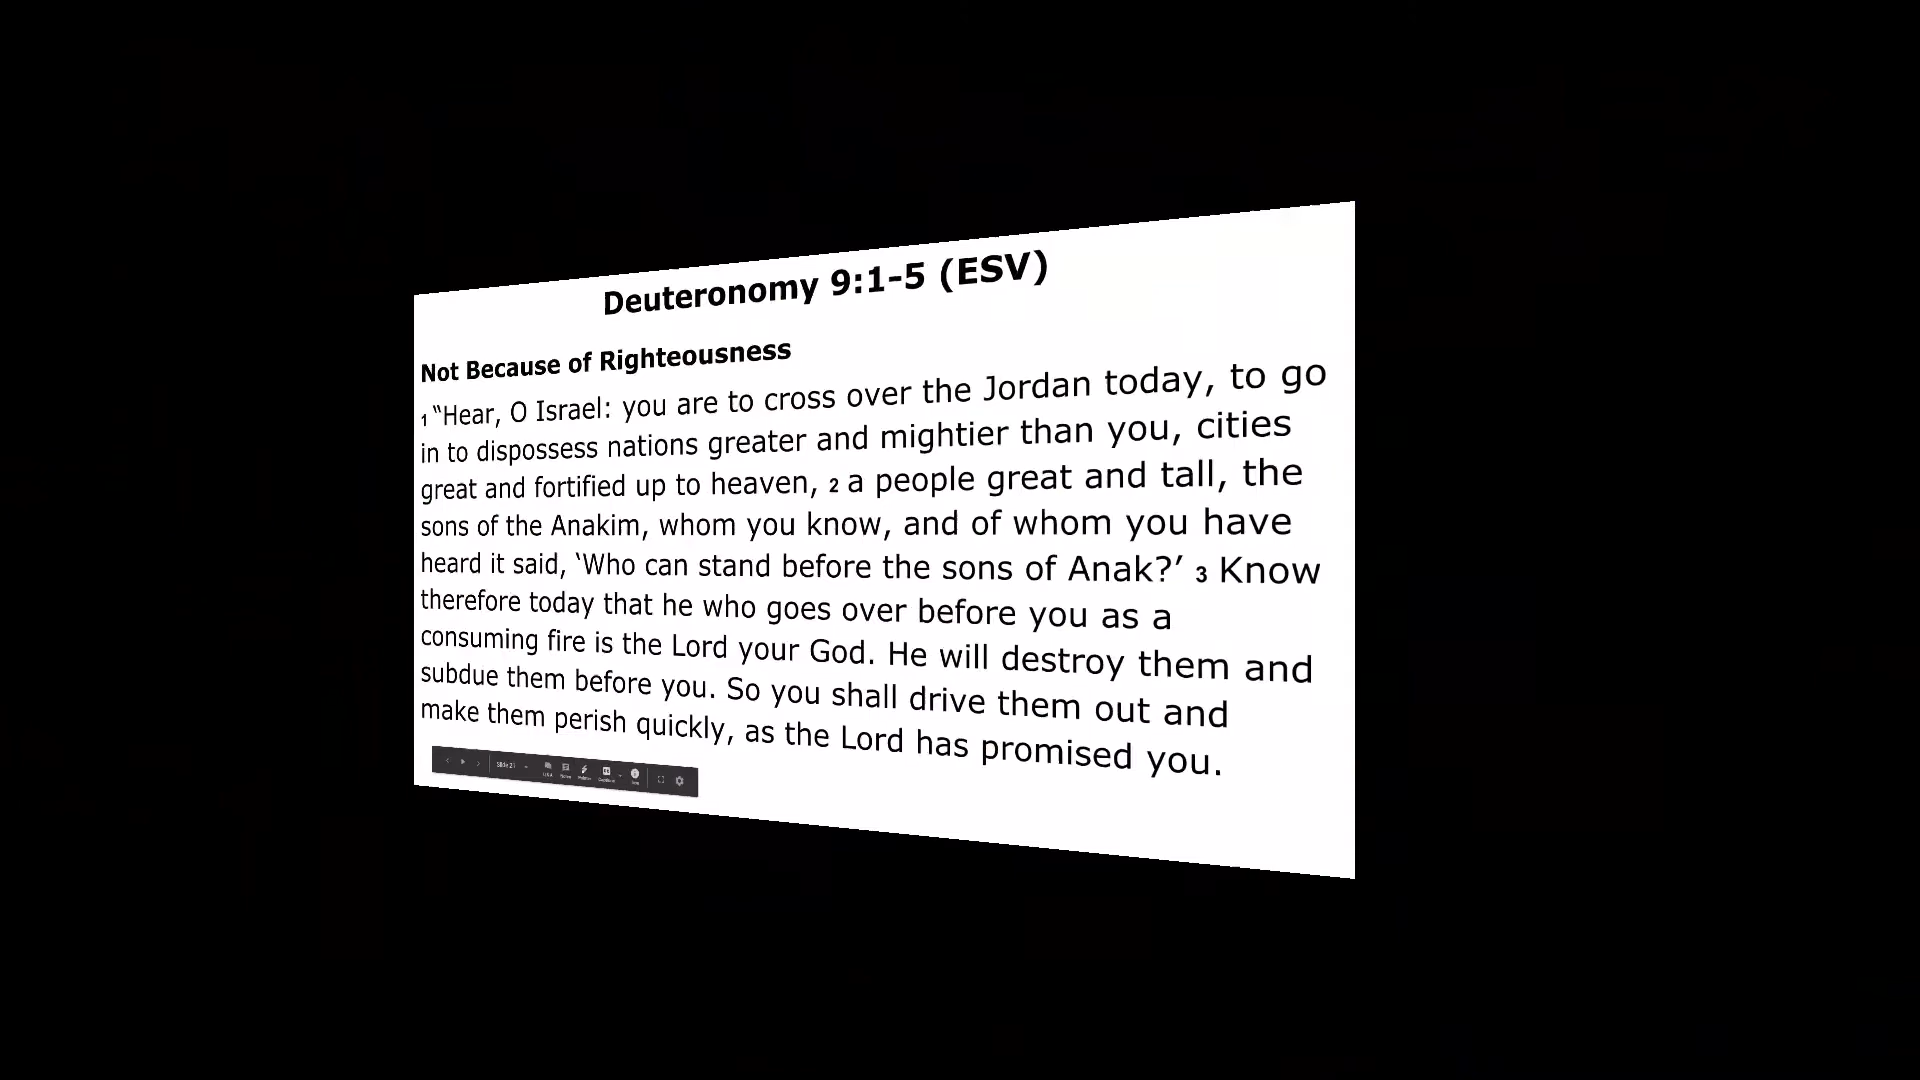 Deuteronomy 9:1-5 (ESV)
Not Because of Righteousness
1 “Hear, O Israel: you are to cross over the Jordan today, to go
in to dispossess nations greater and mightier than you, cities
great and fortified up to heaven, 2 a people great and tall, the
sons of the Anakim, whom you know, and of whom you have
heard it said, ‘Who can stand before the sons of Anak?’ 3 Know
therefore today that he who goes over before you as a
consuming fire is the Lord your God. He will destroy them and
subdue them before you. So you shall drive them out and
make them perish quickly, as the Lord has promised you.